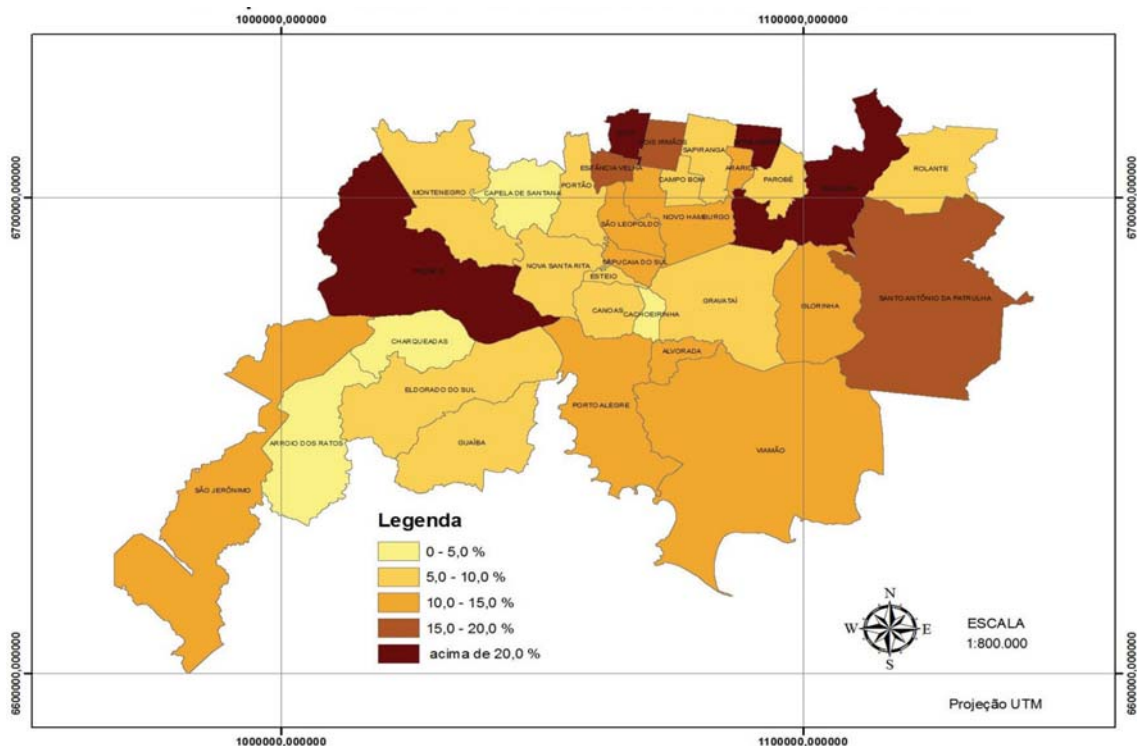 1000000,000000
1100000,000000
6700000,000000
6700000,000000
DOIS IRMÃOS
SAPIRANGA
ESTÂNCIA VELHA
ARARICÁ
ROLANTE
MONTENEGRO
CAPELA DE SANTANA
PORTÃO
CAMPO BOM
PAROBÉ
SÃO LEOPOLDO
NOVO HAMBURGO
NOVA SANTA RITA
SAPUCAIA DO SUL
ESTEIO
CANOAS
CACHOEIRINHA
GRAVATAÍ
GLORINHA
SANTO ANTÔNIO DA PATRULHA
CHARQUEADAS
ALVORADA
ELDORADO DO SUL
PORTO ALEGRE
ARROIO DOS RATOS
GUAÍBA
VIAMÃO
SÃO JERÔNIMO
Legenda
0 - 5,0 %
5,0 - 10,0 %
10,0 - 15,0 %
15,0 - 20,0 %
acima de 20,0 %
N
W E
S
ESCALA
1:800.000
Projeção UTM
6600000,000000
6600000,000000
1000000,000000
1100000,000000